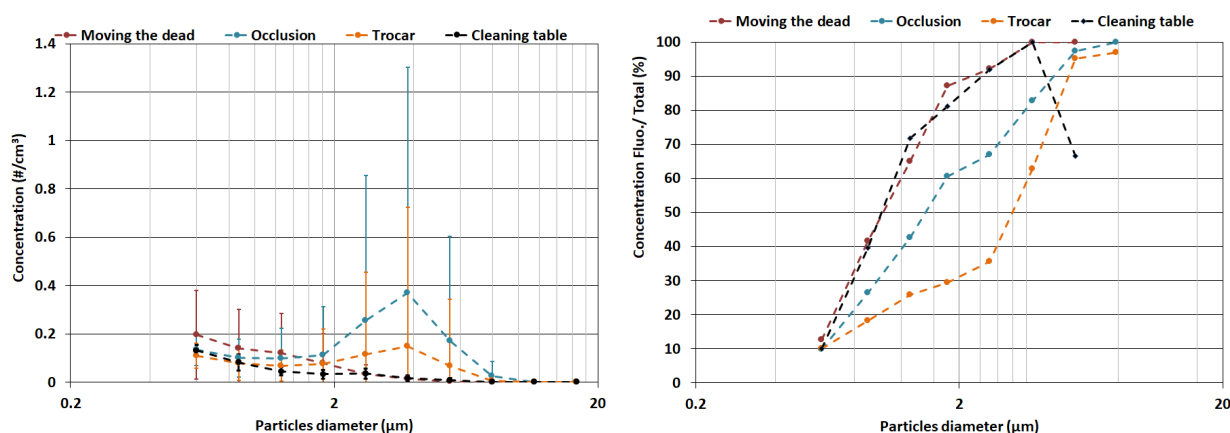 Moving the dead Occlusion Trocar Cleaning table
1.4
1.2
1
0.8
0.6
0.4
0.2
0
Concentration (#/cm³)
0.2 2 20
Particles diameter (µm)
Moving the dead Occlusion Trocar Cleaning table
100
90
80
70
60
50
40
30
20
10
0
Concentration Fluo./ Total (%)
0.2 2 20
Particles diameter (µm)